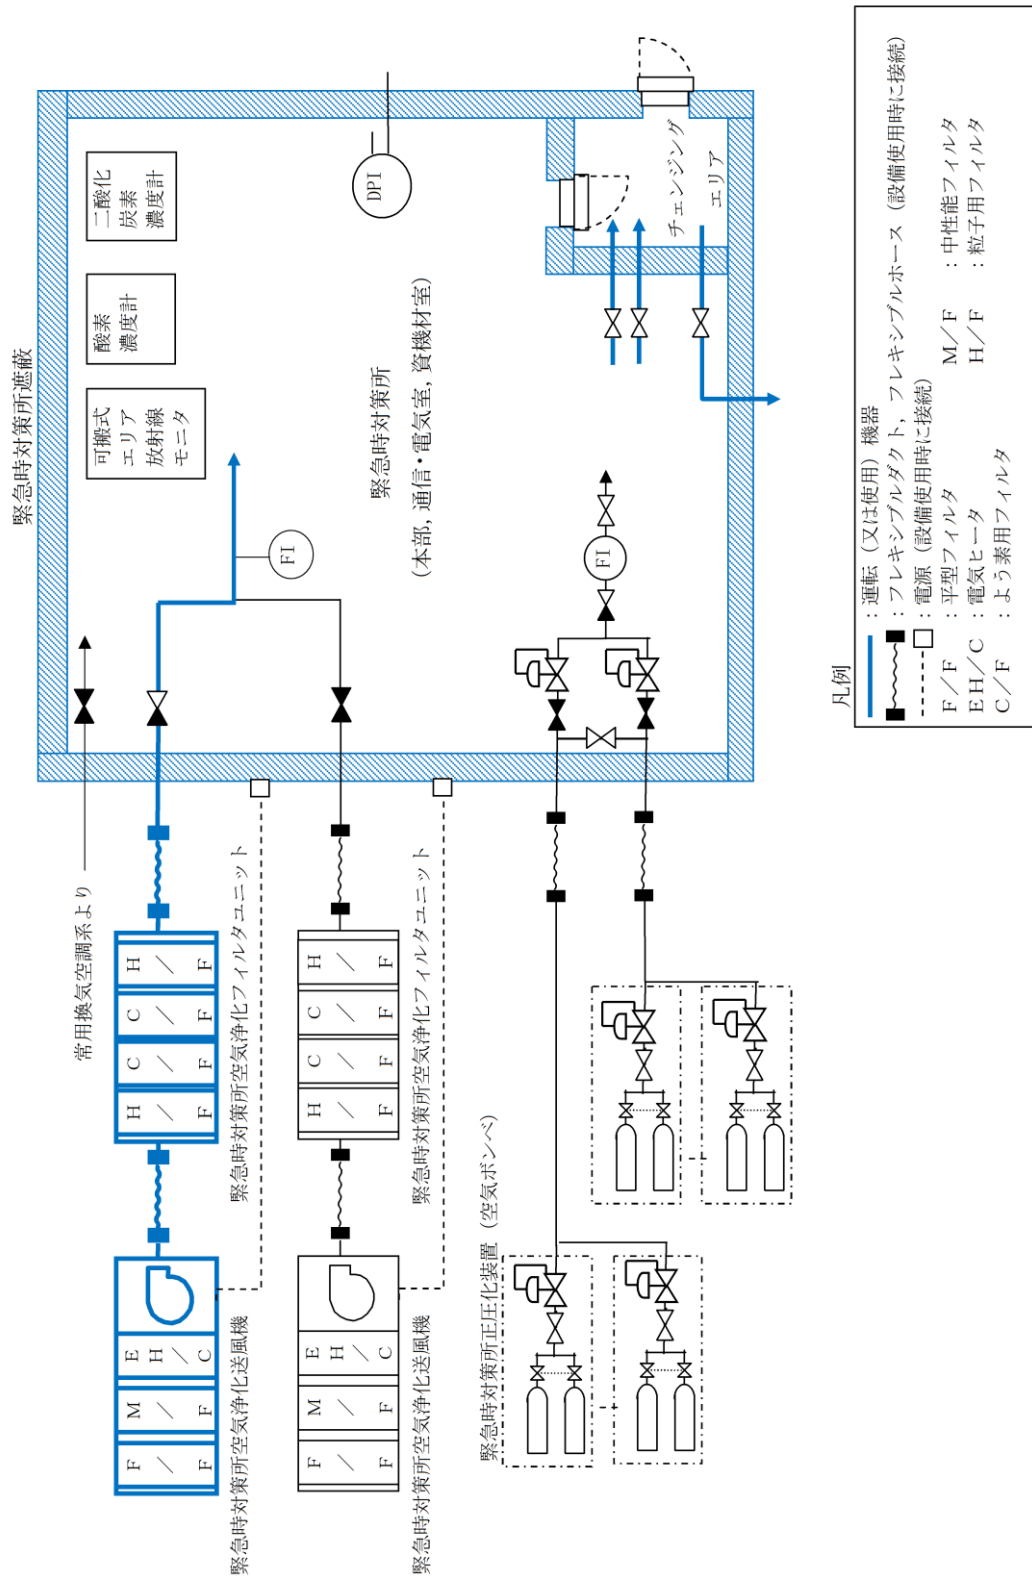 緊急時対策所遮蔽
二酸化
炭素
濃度計
酸素
濃度計
可搬式
エリア
放射線
モニタ
DPI
チェンジング
エリア
緊急時対策所
(本部,通信・電気室,資機材室)
FI
FI
常用換気空調系より
H/F
C/F
C/F
H/F
緊急時対策所空気浄化フィルタユニット
EH/C
M/F
F/F
緊急時対策所空気浄化送風機
H/F
C/F
C/F
H/F
緊急時対策所空気浄化フィルタユニット
EH/C
M/F
F/F
緊急時対策所空気浄化送風機
緊急時対策所正圧化装置(空気ボンベ)
凡例
:運転(又は使用)機器
:フレキシブルダクト,フレキシブルホース(設備使用時に接続)
:電源(設備使用時に接続)
F/F :平型フィルタ M/F :中性能フィルタ
EH/C :電気ヒータ H/F :粒子用フィルタ
C/F :よう素用フィルタ